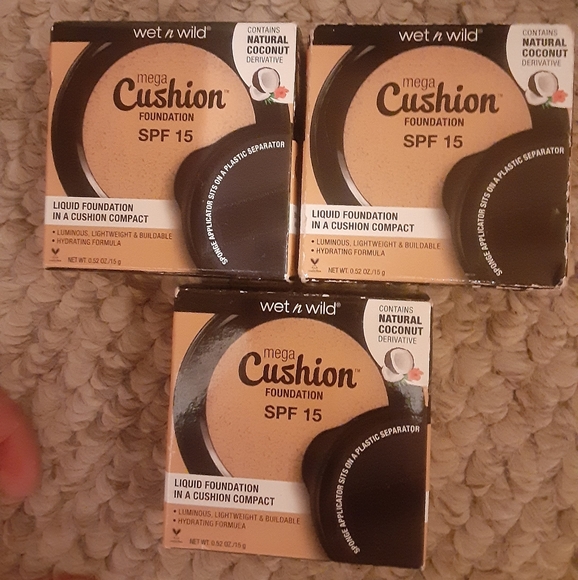 wet n wild®
CONTAINS
NATURAL
COCONUT
DERIVATIVE
mega
Cushion™
FOUNDATION
SPF 15
SPONGE APPLICATOR SITS ON A PLASTIC SEPARATOR
LIQUID FOUNDATION
IN A CUSHION COMPACT
• LUMINOUS, LIGHTWEIGHT & BUILDABLE
• HYDRATING FORMULA
NET WT. 0.52 OZ./15 g
wet n wild®
CONTAINS
NATURAL
COCONUT
DERIVATIVE
mega
Cushion™
FOUNDATION
SPF 15
SPONGE APPLICATOR SITS ON A PLASTIC SEPARATOR
LIQUID FOUNDATION
IN A CUSHION COMPACT
• LUMINOUS, LIGHTWEIGHT & BUILDABLE
• HYDRATING FORMULA
NET WT. 0.52 OZ./15 g
wet n wild®
CONTAINS
NATURAL
COCONUT
DERIVATIVE
mega
Cushion™
FOUNDATION
SPF 15
SPONGE APPLICATOR SITS ON A PLASTIC SEPARATOR
LIQUID FOUNDATION
IN A CUSHION COMPACT
• LUMINOUS, LIGHTWEIGHT & BUILDABLE
• HYDRATING FORMULA
NET WT. 0.52 OZ./15 g